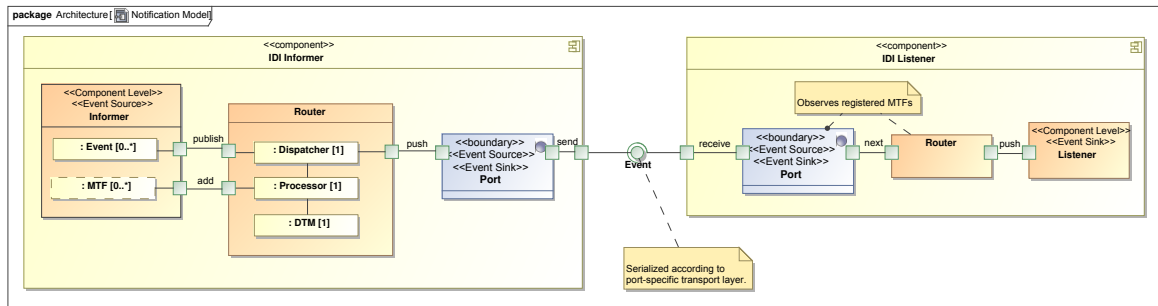 package Architecture [ Notification Model]
<<component>>
IDI Informer
<<Component Level>>
<<Event Source>>
Informer
: Event [0..*]
: MTF [0..*]
publish
add
Router
: Dispatcher [1]
: Processor [1]
: DTM [1]
push
<<boundary>>
<<Event Source>>
<<Event Sink>>
Port
send
Event
Serialized according to
port-specific transport layer.
<<component>>
IDI Listener
Observes registered MTFs
receive
<<boundary>>
<<Event Source>>
<<Event Sink>>
Port
next
Router
push
<<Component Level>>
<<Event Sink>>
Listener